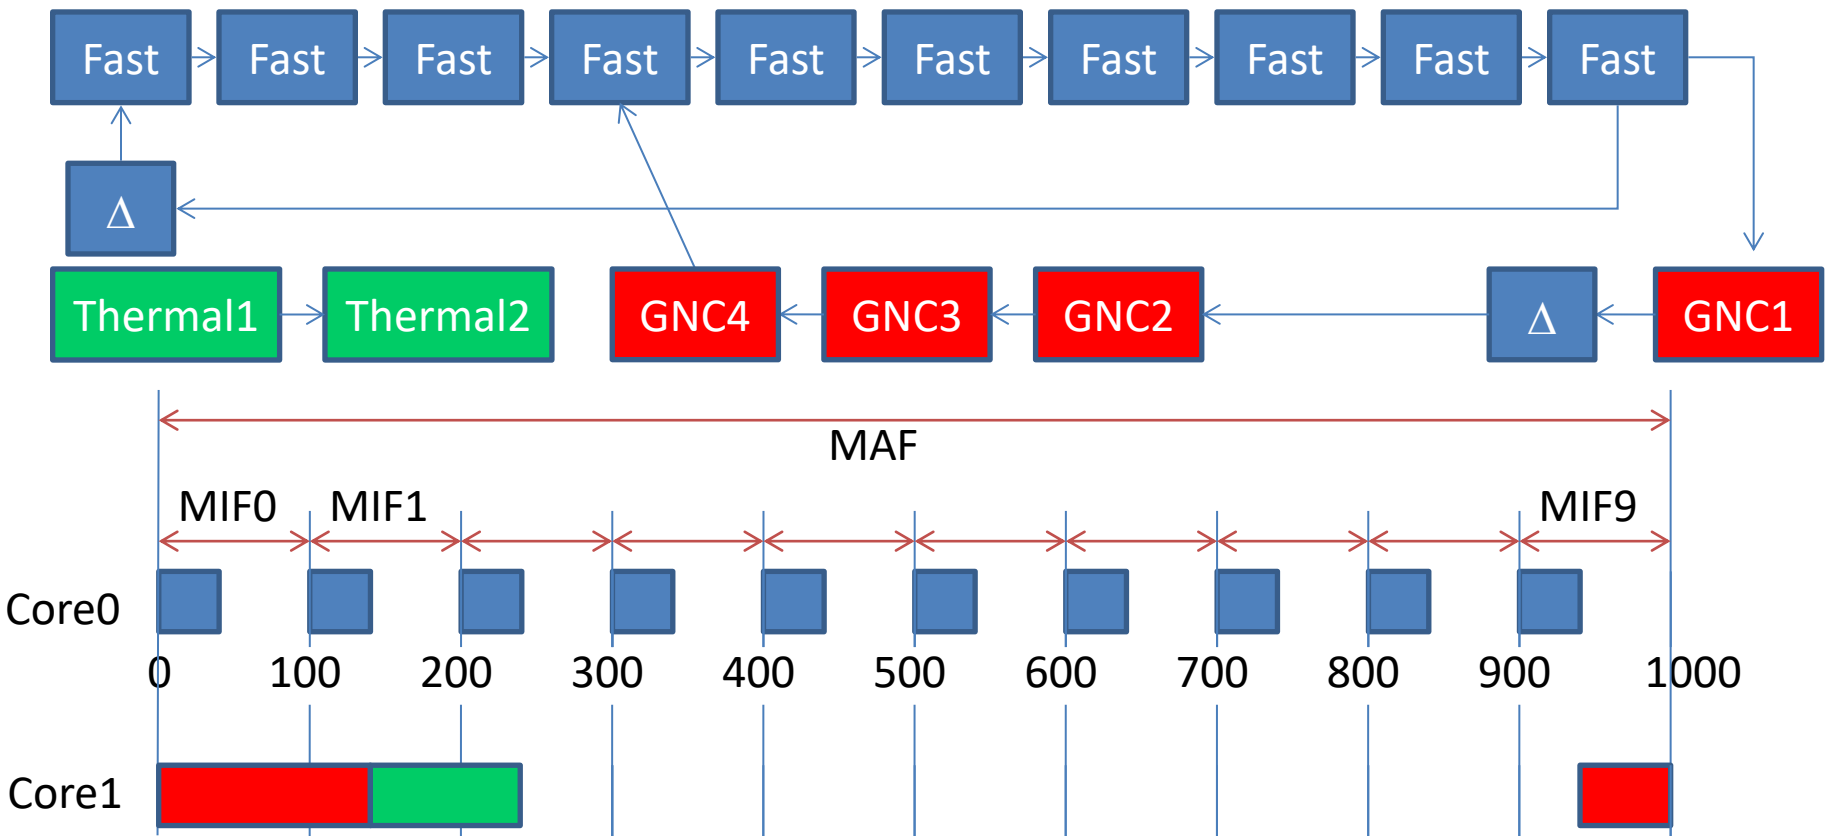 Fast Fast Fast Fast Fast Fast Fast Fast Fast Fast
Δ
Thermal1 Thermal2 GNC4 GNC3 GNC2 Δ GNC1
MAF
MIF0 MIF1 MIF9
Core0
0 100 200 300 400 500 600 700 800 900 1000
Core1